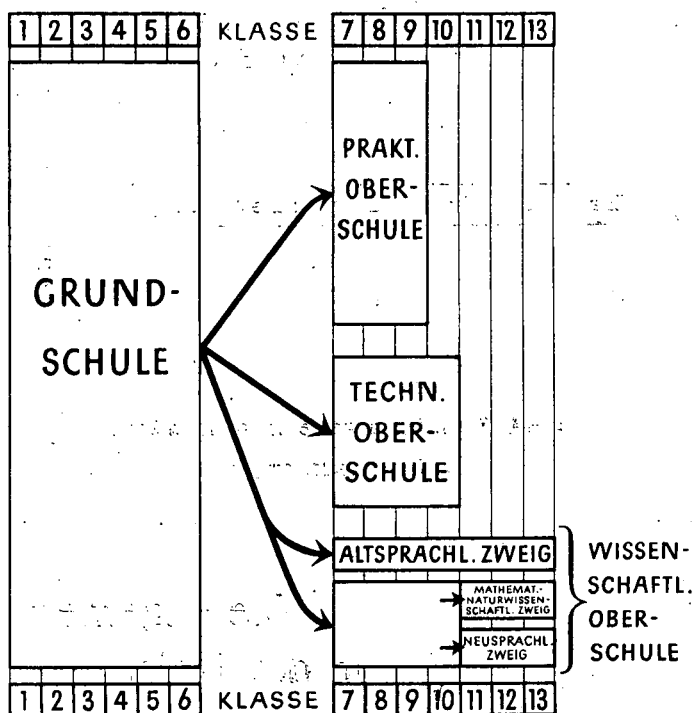 1 2 3 4 5 6 KLASSE 7 8 9 10 11 12 13
GRUND-
SCHULE
PRAKT.
OBER-
SCHULE
TECHN.
OBER-
SCHULE
ALTSPRACHL. ZWEIG
MATHEMAT.-
NATURWISSEN-
SCHAFTL. ZWEIG
NEUSPRACHL.
ZWEIG
WISSEN-
SCHAFTL.
OBER-
SCHULE
1 2 3 4 5 6 KLASSE 7 8 9 10 11 12 13